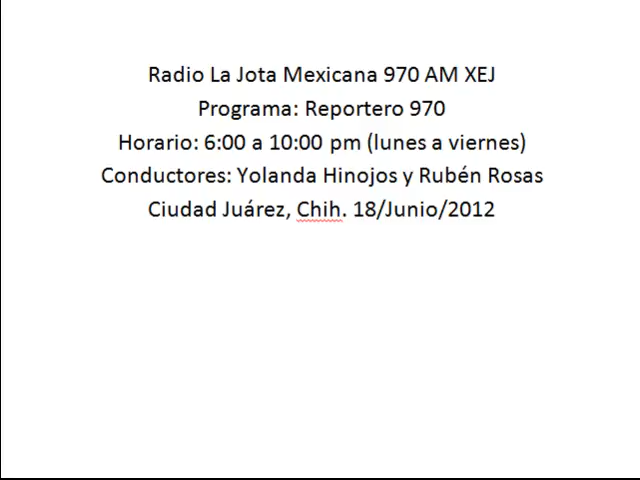 Radio La Jota Mexicana 970 AM XEJ
Programa: Reportero 970
Horario: 6:00 a 10:00 pm (lunes a viernes)
Conductores: Yolanda Hinojos y Rubén Rosas
Ciudad Juárez, Chih. 18/Junio/2012